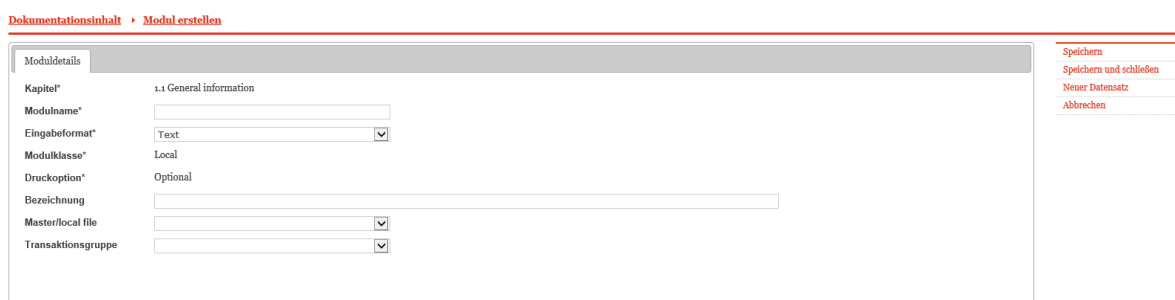 Dokumentationsinhalt Modul erstellen
Moduldetails
Kapitel* 1.1 General information
Modulname*
Eingabeformat* Text
Modulklasse* Local
Druckoption* Optional
Bezeichnung
Master/local file
Transaktionsgruppe
Speichern
Speichern und schließen
Neuer Datensatz
Abbrechen